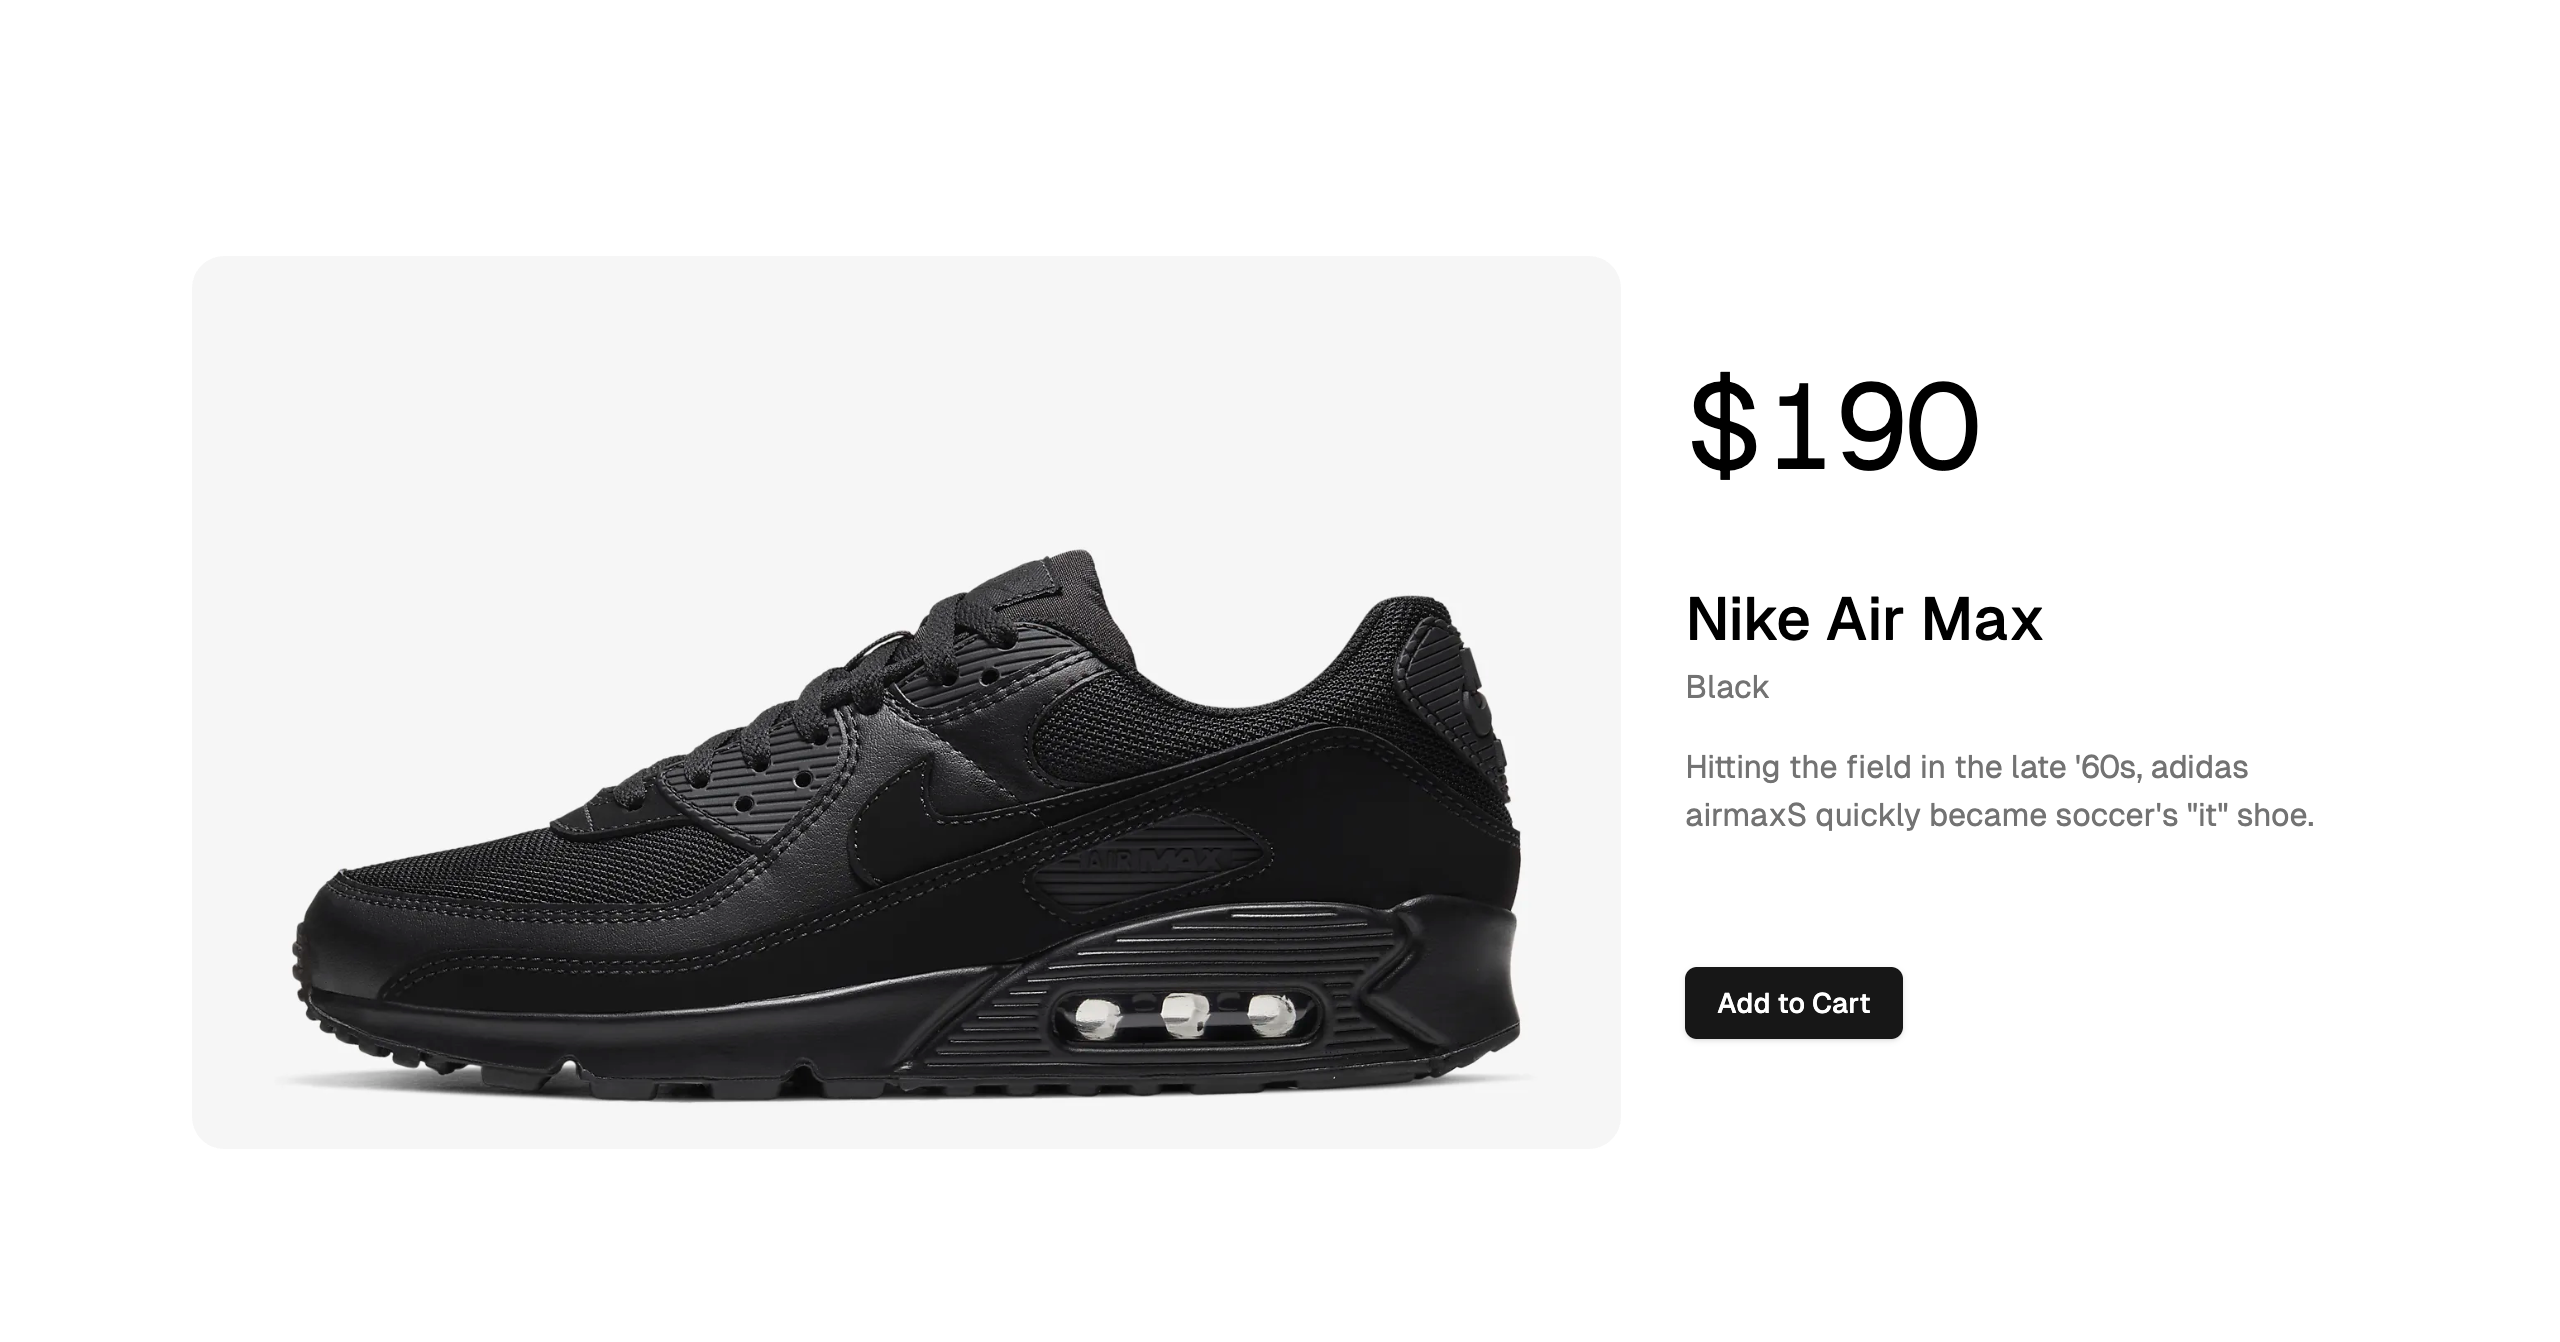 $190
Nike Air Max
Black
Hitting the field in the late '60s, adidas
airmaxS quickly became soccer's "it" shoe.
AIR MAX
Add to Cart